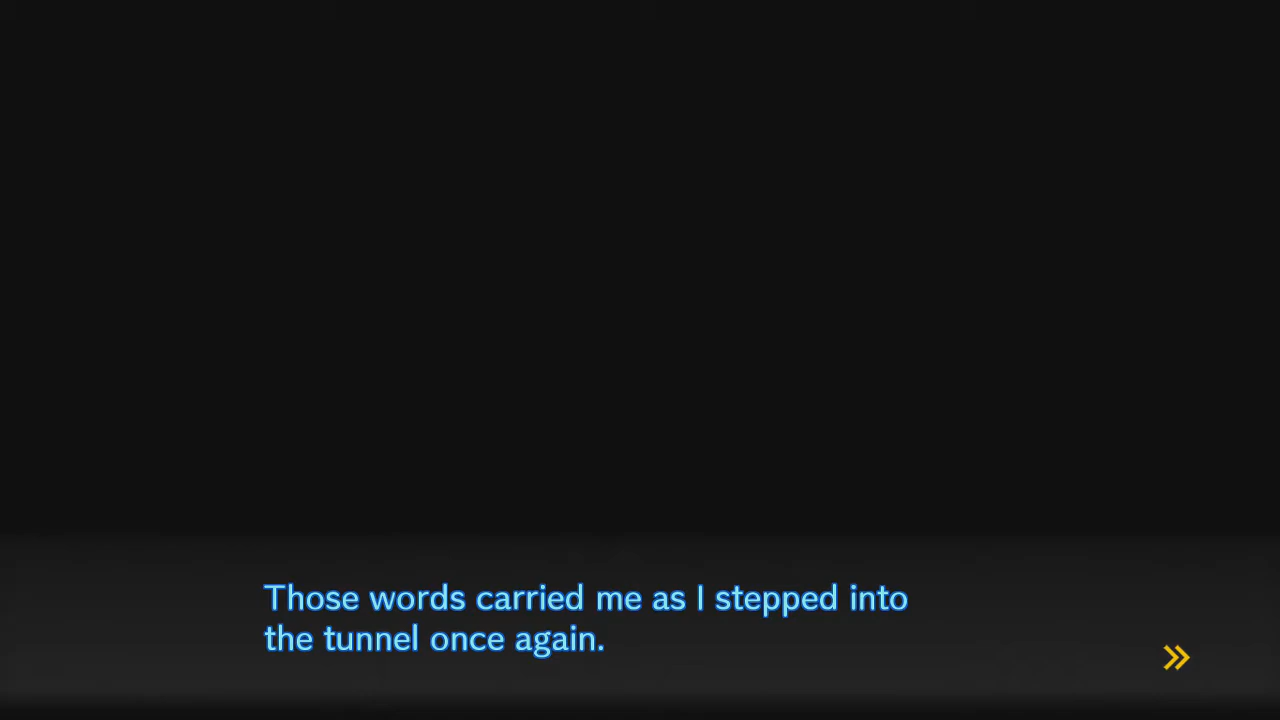 Those words carried me as I stepped into
the tunnel once again.